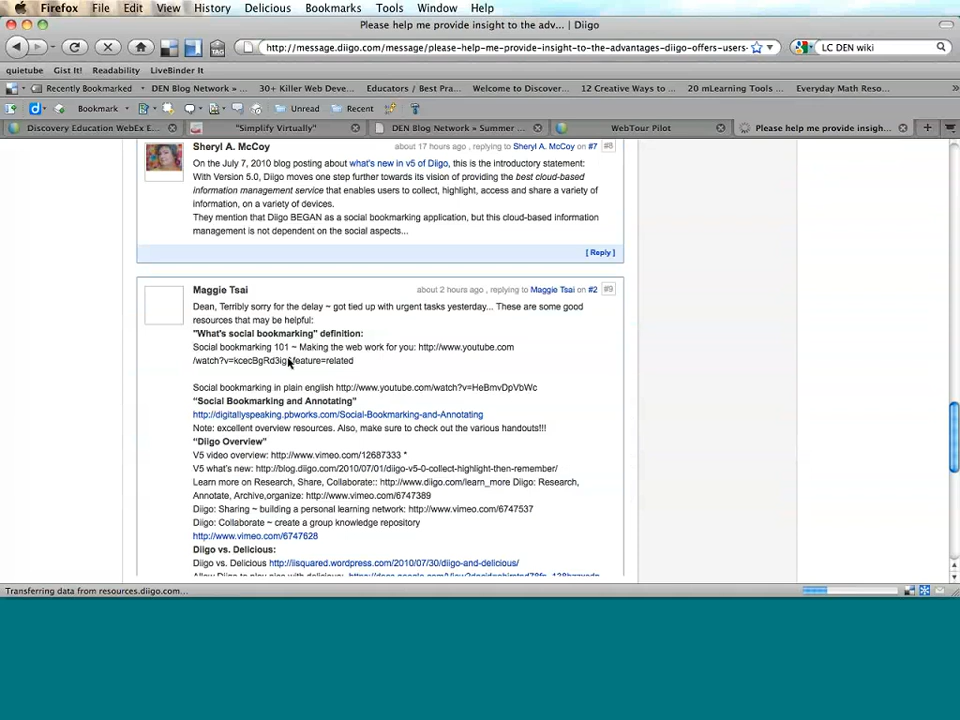 Firefox File Edit View History Delicious Bookmarks Tools Window Help
Please help me provide insight to the adv... | Diigo
http://message.diigo.com/message/please-help-me-provide-insight-to-the-advantages-diigo-offers-users-
LC DEN wiki
quietube Gist It! Readability LiveBinder It
Recently Bookmarked DEN Blog Network » ... 30+ Killer Web Deve... Educators / Best Pra... Welcome to Discover... 12 Creative Ways to ... 20 mLearning Tools ... Everyday Math Reso... »
Bookmark Unread Recent
Discovery Education WebEx E... "Simplify Virtually" DEN Blog Network » Summer ... WebTour Pilot Please help me provide insigh...
Sheryl A. McCoy about 17 hours ago , replying to Sheryl A. McCoy on #7 #8
On the July 7, 2010 blog posting about what's new in v5 of Diigo, this is the introductory statement:
With Version 5.0, Diigo moves one step further towards its vision of providing the best cloud-based
information management service that enables users to collect, highlight, access and share a variety of
information, on a variety of devices.
They mention that Diigo BEGAN as a social bookmarking application, but this cloud-based information
management is not dependent on the social aspects...
[ Reply ]
Maggie Tsai about 2 hours ago , replying to Maggie Tsai on #2 #9
Dean, Terribly sorry for the delay ~ got tied up with urgent tasks yesterday... These are some good
resources that may be helpful:
"What's social bookmarking" definition:
Social bookmarking 101 ~ Making the web work for you: http://www.youtube.com
/watch?v=kcecBgRd3ig&feature=related
Social bookmarking in plain english http://www.youtube.com/watch?v=HeBmvDpVbWc
"Social Bookmarking and Annotating"
http://digitallyspeaking.pbworks.com/Social-Bookmarking-and-Annotating
Note: excellent overview resources. Also, make sure to check out the various handouts!!!
"Diigo Overview"
V5 video overview: http://www.vimeo.com/12687333 *
V5 what's new: http://blog.diigo.com/2010/07/01/diigo-v5-0-collect-highlight-then-remember/
Learn more on Research, Share, Collaborate:: http://www.diigo.com/learn_more Diigo: Research,
Annotate, Archive,organize: http://www.vimeo.com/6747389
Diigo: Sharing ~ building a personal learning network: http://www.vimeo.com/6747537
Diigo: Collaborate ~ create a group knowledge repository
http://www.vimeo.com/6747628
Diigo vs. Delicious:
Diigo vs. Delicious http://iisquared.wordpress.com/2010/07/30/diigo-and-delicious/
Transferring data from resources.diigo.com...